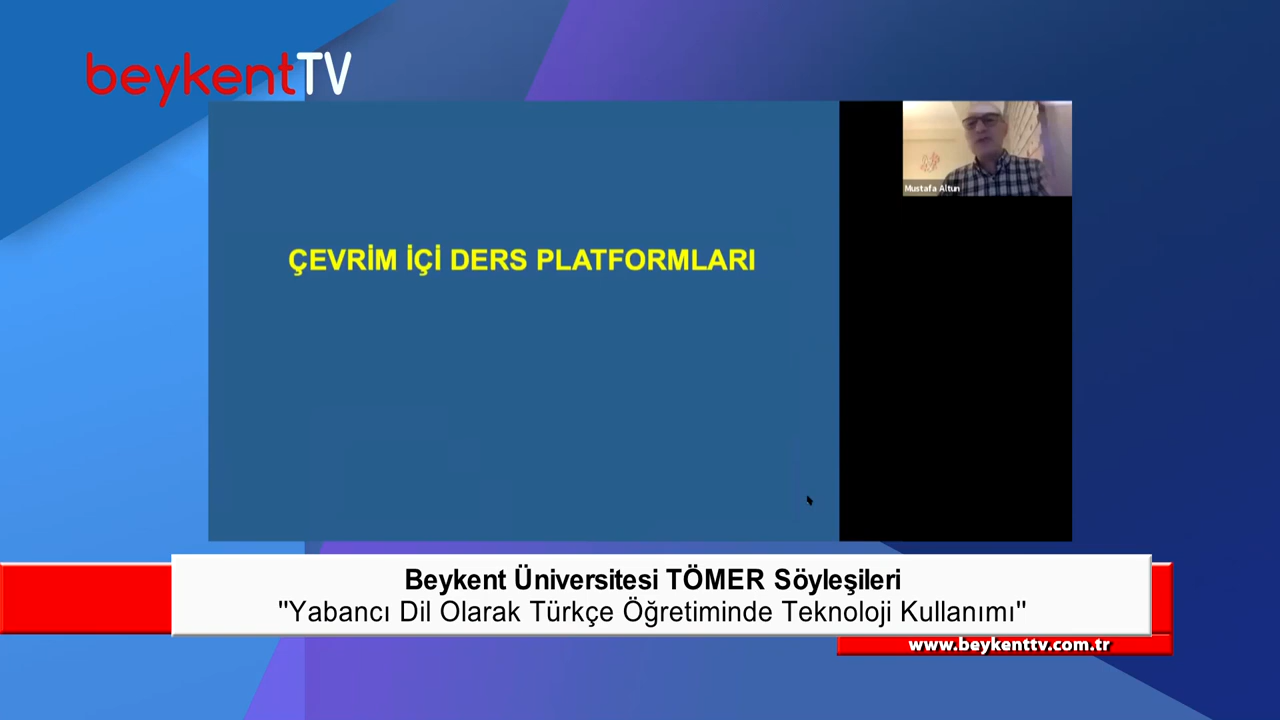 beykentTV
Mustafa Altun
ÇEVRİM İÇİ DERS PLATFORMLARI
Beykent Üniversitesi TÖMER Söyleşileri
"Yabancı Dil Olarak Türkçe Öğretiminde Teknoloji Kullanımı"
www.beykenttv.com.tr